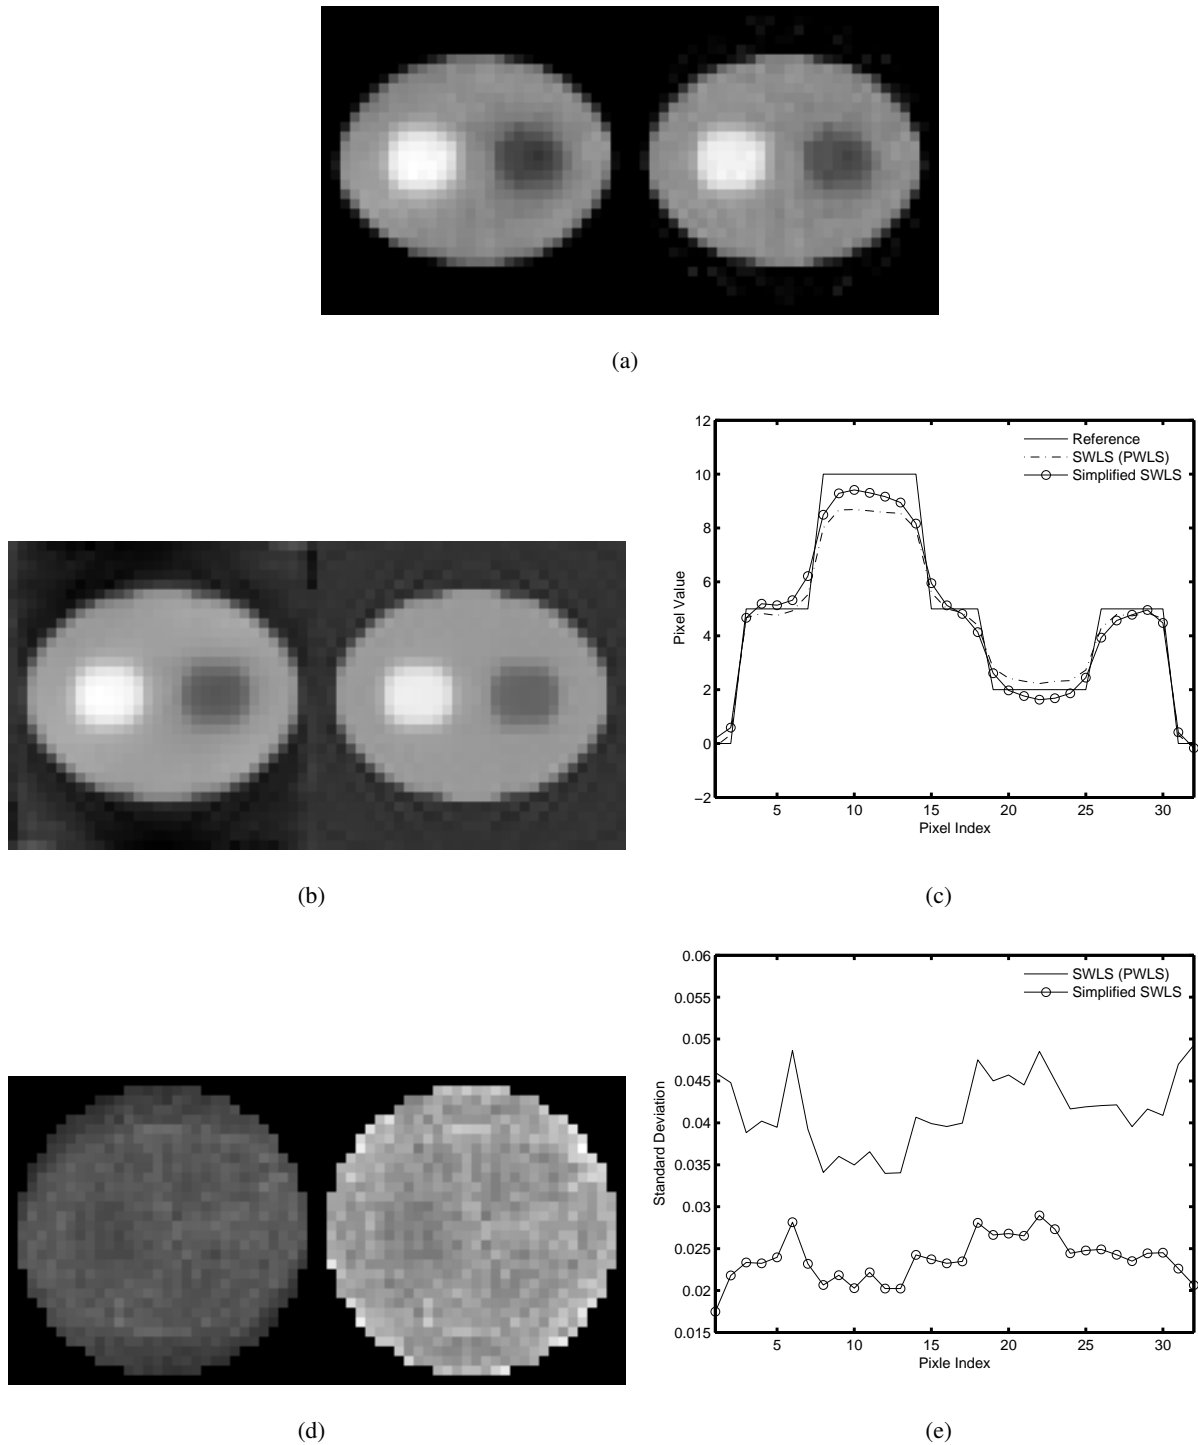 (a)
12
10
8
6
4
2
0
−2
5
10
15
20
25
30
Pixel Value
Pixel Index
Reference
SWLS (PWLS)
Simplified SWLS
(b)
(c)
0.06
0.055
0.05
0.045
0.04
0.035
0.03
0.025
0.02
0.015
5
10
15
20
25
30
Standard Deviation
Pixle Index
SWLS (PWLS)
Simplified SWLS
(d)
(e)